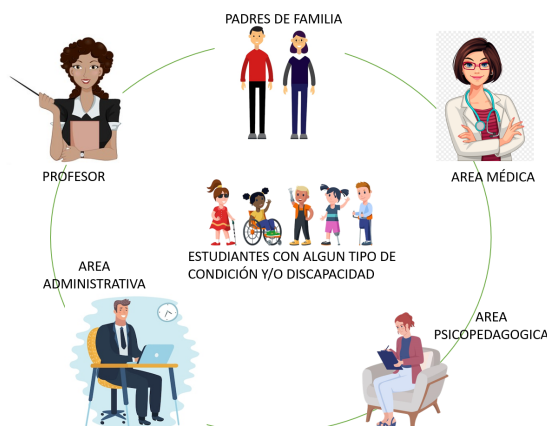 PADRES DE FAMILIA
PROFESOR
AREA MÉDICA
ESTUDIANTES CON ALGUN TIPO DE
CONDICIÓN Y/O DISCAPACIDAD
AREA
ADMINISTRATIVA
AREA
PSICOPEDAGOGICA